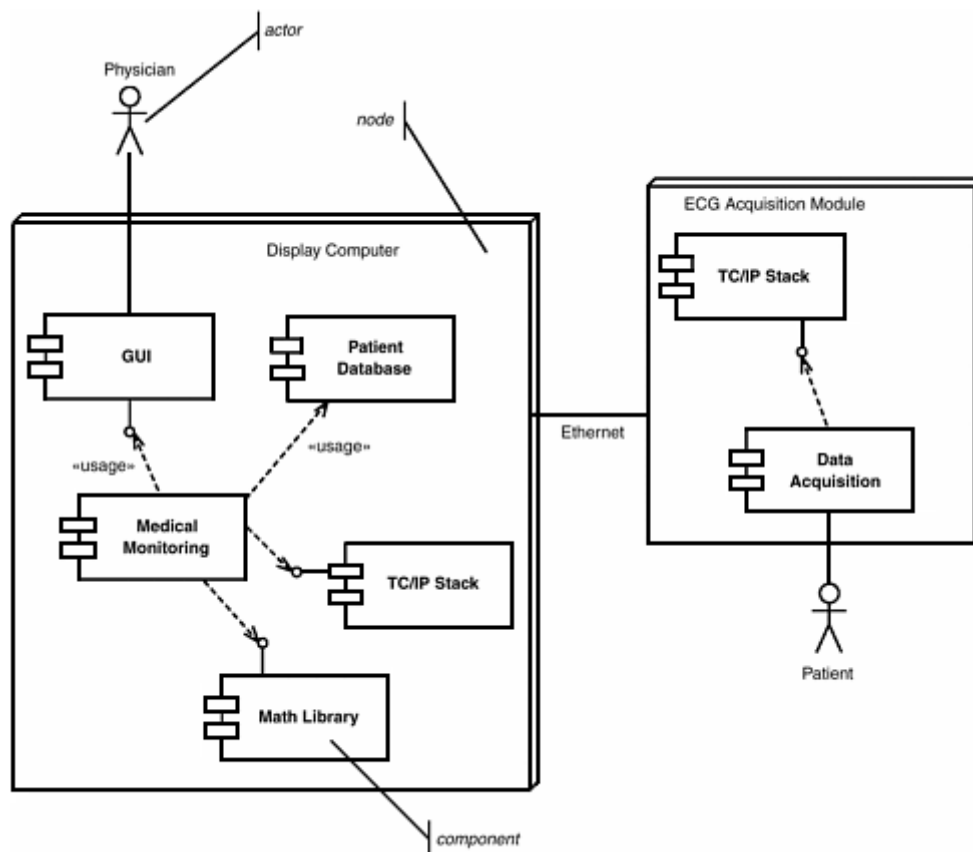 actor
Physician
node
ECG Acquisition Module
Display Computer
TC/IP Stack
GUI
Patient
Database
Ethernet
«usage»
«usage»
Data
Acquisition
Medical
Monitoring
TC/IP Stack
Patient
Math Library
component